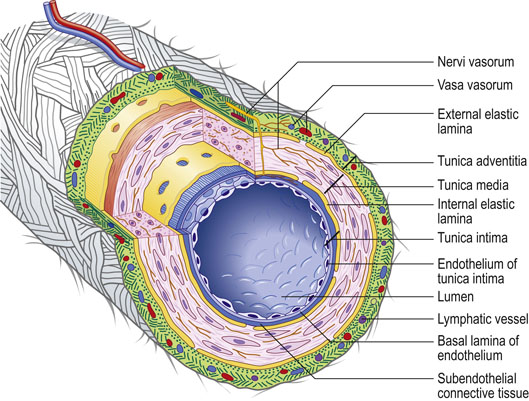 Nervi vasorum
Vasa vasorum
External elastic
lamina
Tunica adventitia
Tunica media
Internal elastic
lamina
Tunica intima
Endothelium of
tunica intima
Lumen
Lymphatic vessel
Basal lamina of
endothelium
Subendothelial
connective tissue